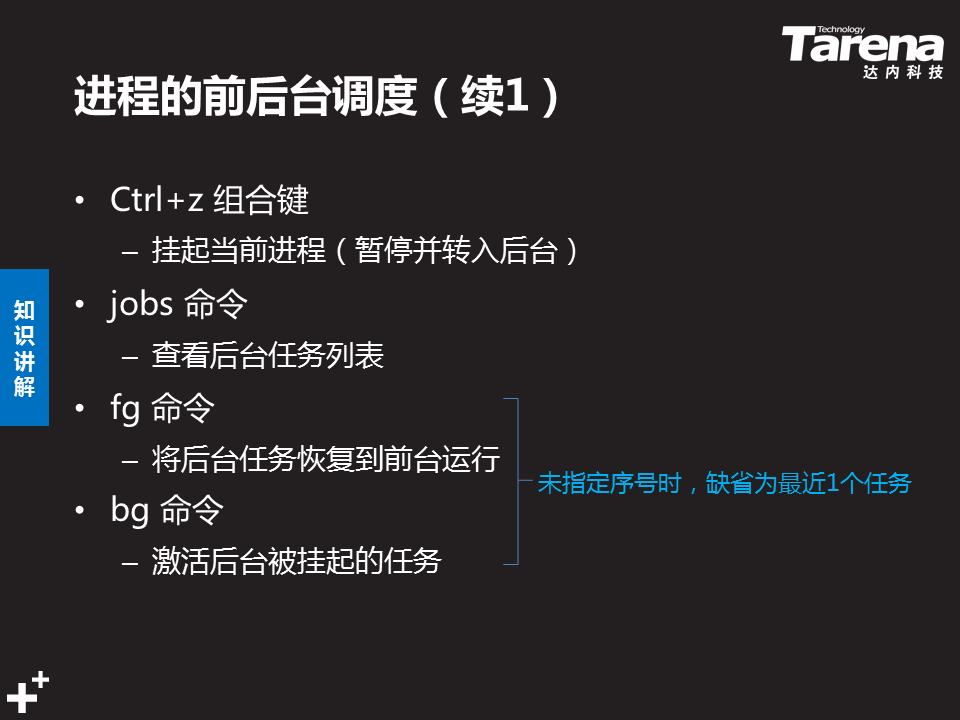 Technology
Tarena
达内科技
进程的前后台调度（续1）
• Ctrl+z 组合键
– 挂起当前进程（暂停并转入后台）
• jobs 命令
– 查看后台任务列表
• fg 命令
– 将后台任务恢复到前台运行
• bg 命令
– 激活后台被挂起的任务
未指定序号时，缺省为最近1个任务
知识讲解